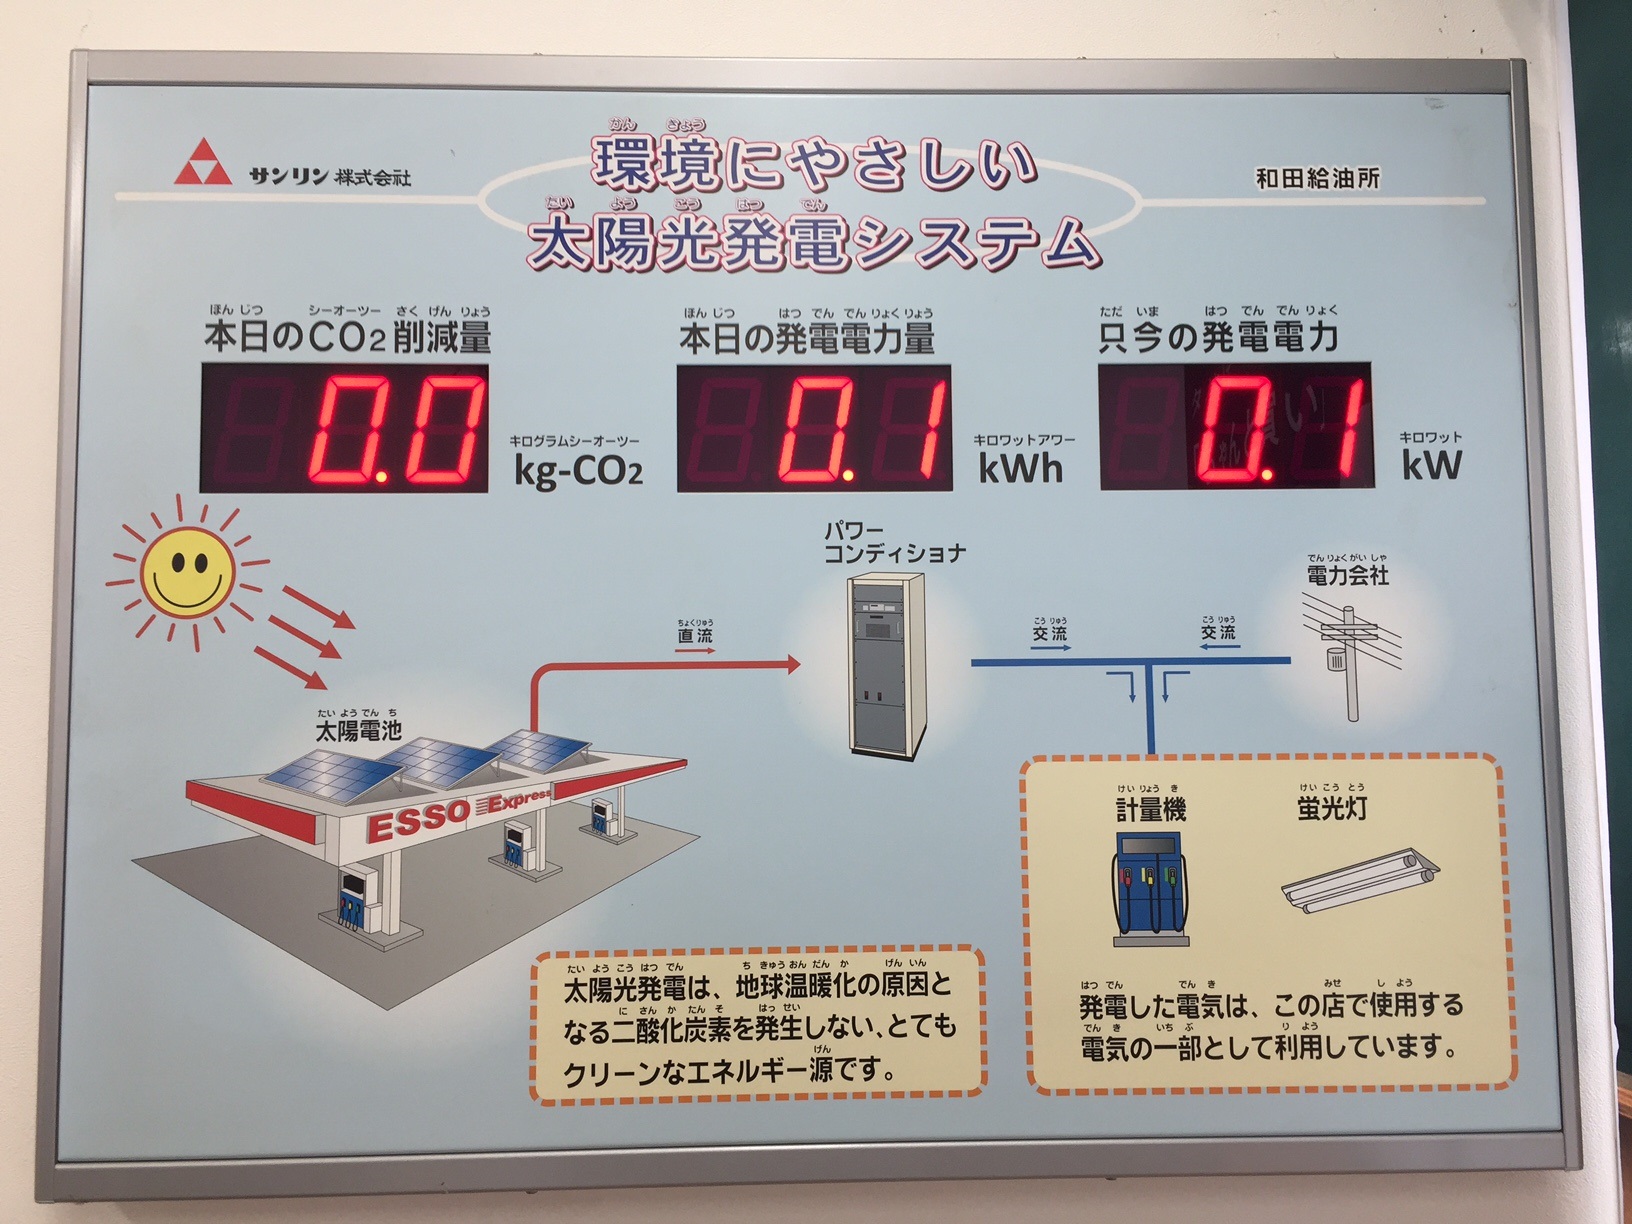 サンリン株式会社
かん きょう
環境にやさしい
たい よう こう はつ でん
太陽光発電システム
和田給油所
ほん じつ シーオーツー さく げん りょう
本日のCO2削減量
0.0
キログラムシーオーツー
kg-CO2
ほん じつ はつ でん でん りょく りょう
本日の発電電力量
0.1
キロワットアワー
kWh
ただ いま はつ でん でん りょく
只今の発電電力
0.1
キロワット
kW
パワー
コンディショナ
でん りょく がい しゃ
電力会社
ちょくりゅう
直流
こう りゅう
交流
こう りゅう
交流
たい よう でん ち
太陽電池
ESSO Express
けい りょう き
計量機
けい こう とう
蛍光灯
たい よう こう はつ でん ち きゅう おん だん か げん いん
太陽光発電は、地球温暖化の原因と
に さん か たん そ はっ せい
なる二酸化炭素を発生しない、とても
げん
クリーンなエネルギー源です。
はつ でん でん き みせ し よう
発電した電気は、この店で使用する
でん き いち ぶ り よう
電気の一部として利用しています。